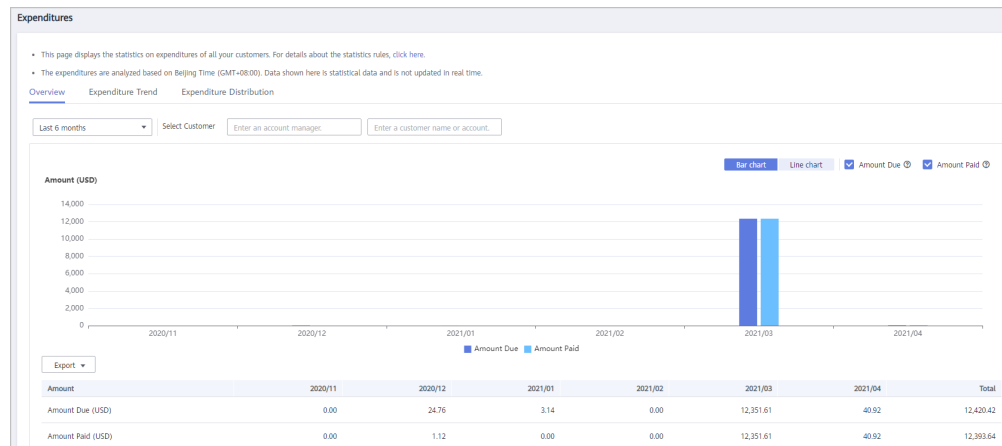 Expenditures
• This page displays the statistics on expenditures of all your customers. For details about the statistics rules, click here.
• The expenditures are analyzed based on Beijing Time (GMT+08:00). Data shown here is statistical data and is not updated in real time.
Overview Expenditure Trend Expenditure Distribution
Last 6 months Select Customer Enter an account manager. Enter a customer name or account.
Bar chart Line chart Amount Due Amount Paid
Amount (USD)
14,000
12,000
10,000
8,000
6,000
4,000
2,000
0
2020/11 2020/12 2021/01 2021/02 2021/03 2021/04
Amount Due Amount Paid
Export
Amount 2020/11 2020/12 2021/01 2021/02 2021/03 2021/04 Total
Amount Due (USD) 0.00 24.76 3.14 0.00 12,351.61 40.92 12,420.42
Amount Paid (USD) 0.00 1.12 0.00 0.00 12,351.61 40.92 12,393.64